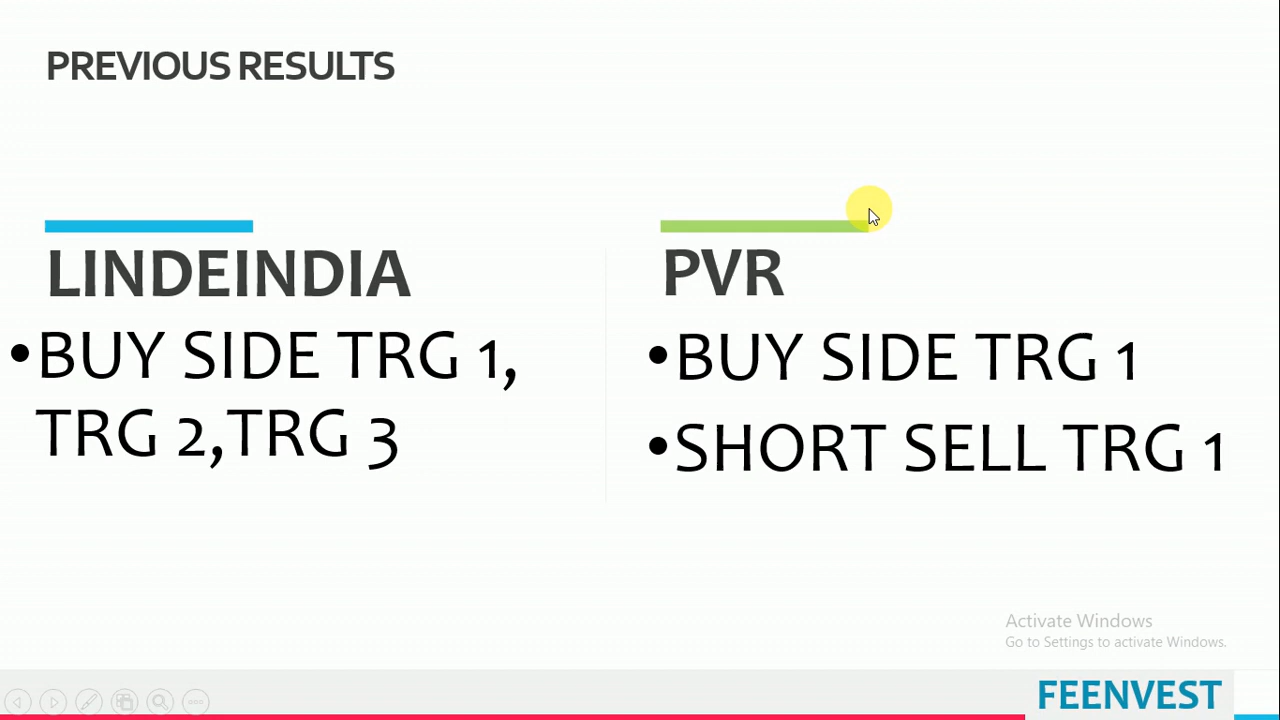 PREVIOUS RESULTS
LINDEINDIA
•BUY SIDE TRG 1,
TRG 2,TRG 3
PVR
•BUY SIDE TRG 1
•SHORT SELL TRG 1
Activate Windows
Go to Settings to activate Windows.
FEENVEST